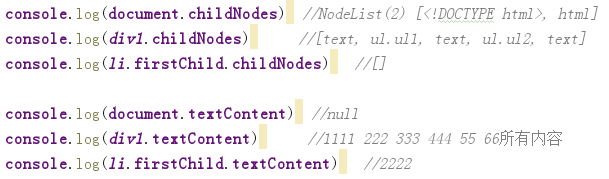 console.log(document.childNodes) //NodeList(2) [<!DOCTYPE html>, html]
console.log(div1.childNodes) //[text, ul.ul1, text, ul.ul2, text]
console.log(li.firstChild.childNodes) //[]
console.log(document.textContent) //null
console.log(div1.textContent) //1111 222 333 444 55 66所有内容
console.log(li.firstChild.textContent) //2222